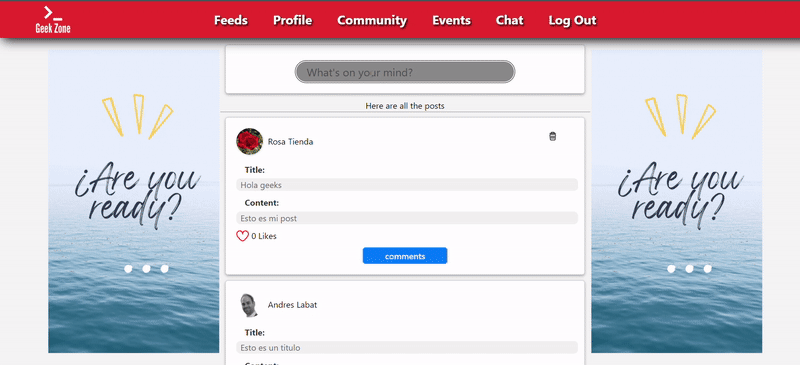 Geek Zone
Feeds Profile Community Events Chat Log Out
¿Are you
ready?
What's on your mind?
Here are all the posts
Rosa Tienda
Title:
Hola geeks
Content:
Esto es mi post
0 Likes
comments
Andres Labat
Title:
Esto es un titulo
Content:
¿Are you
ready?